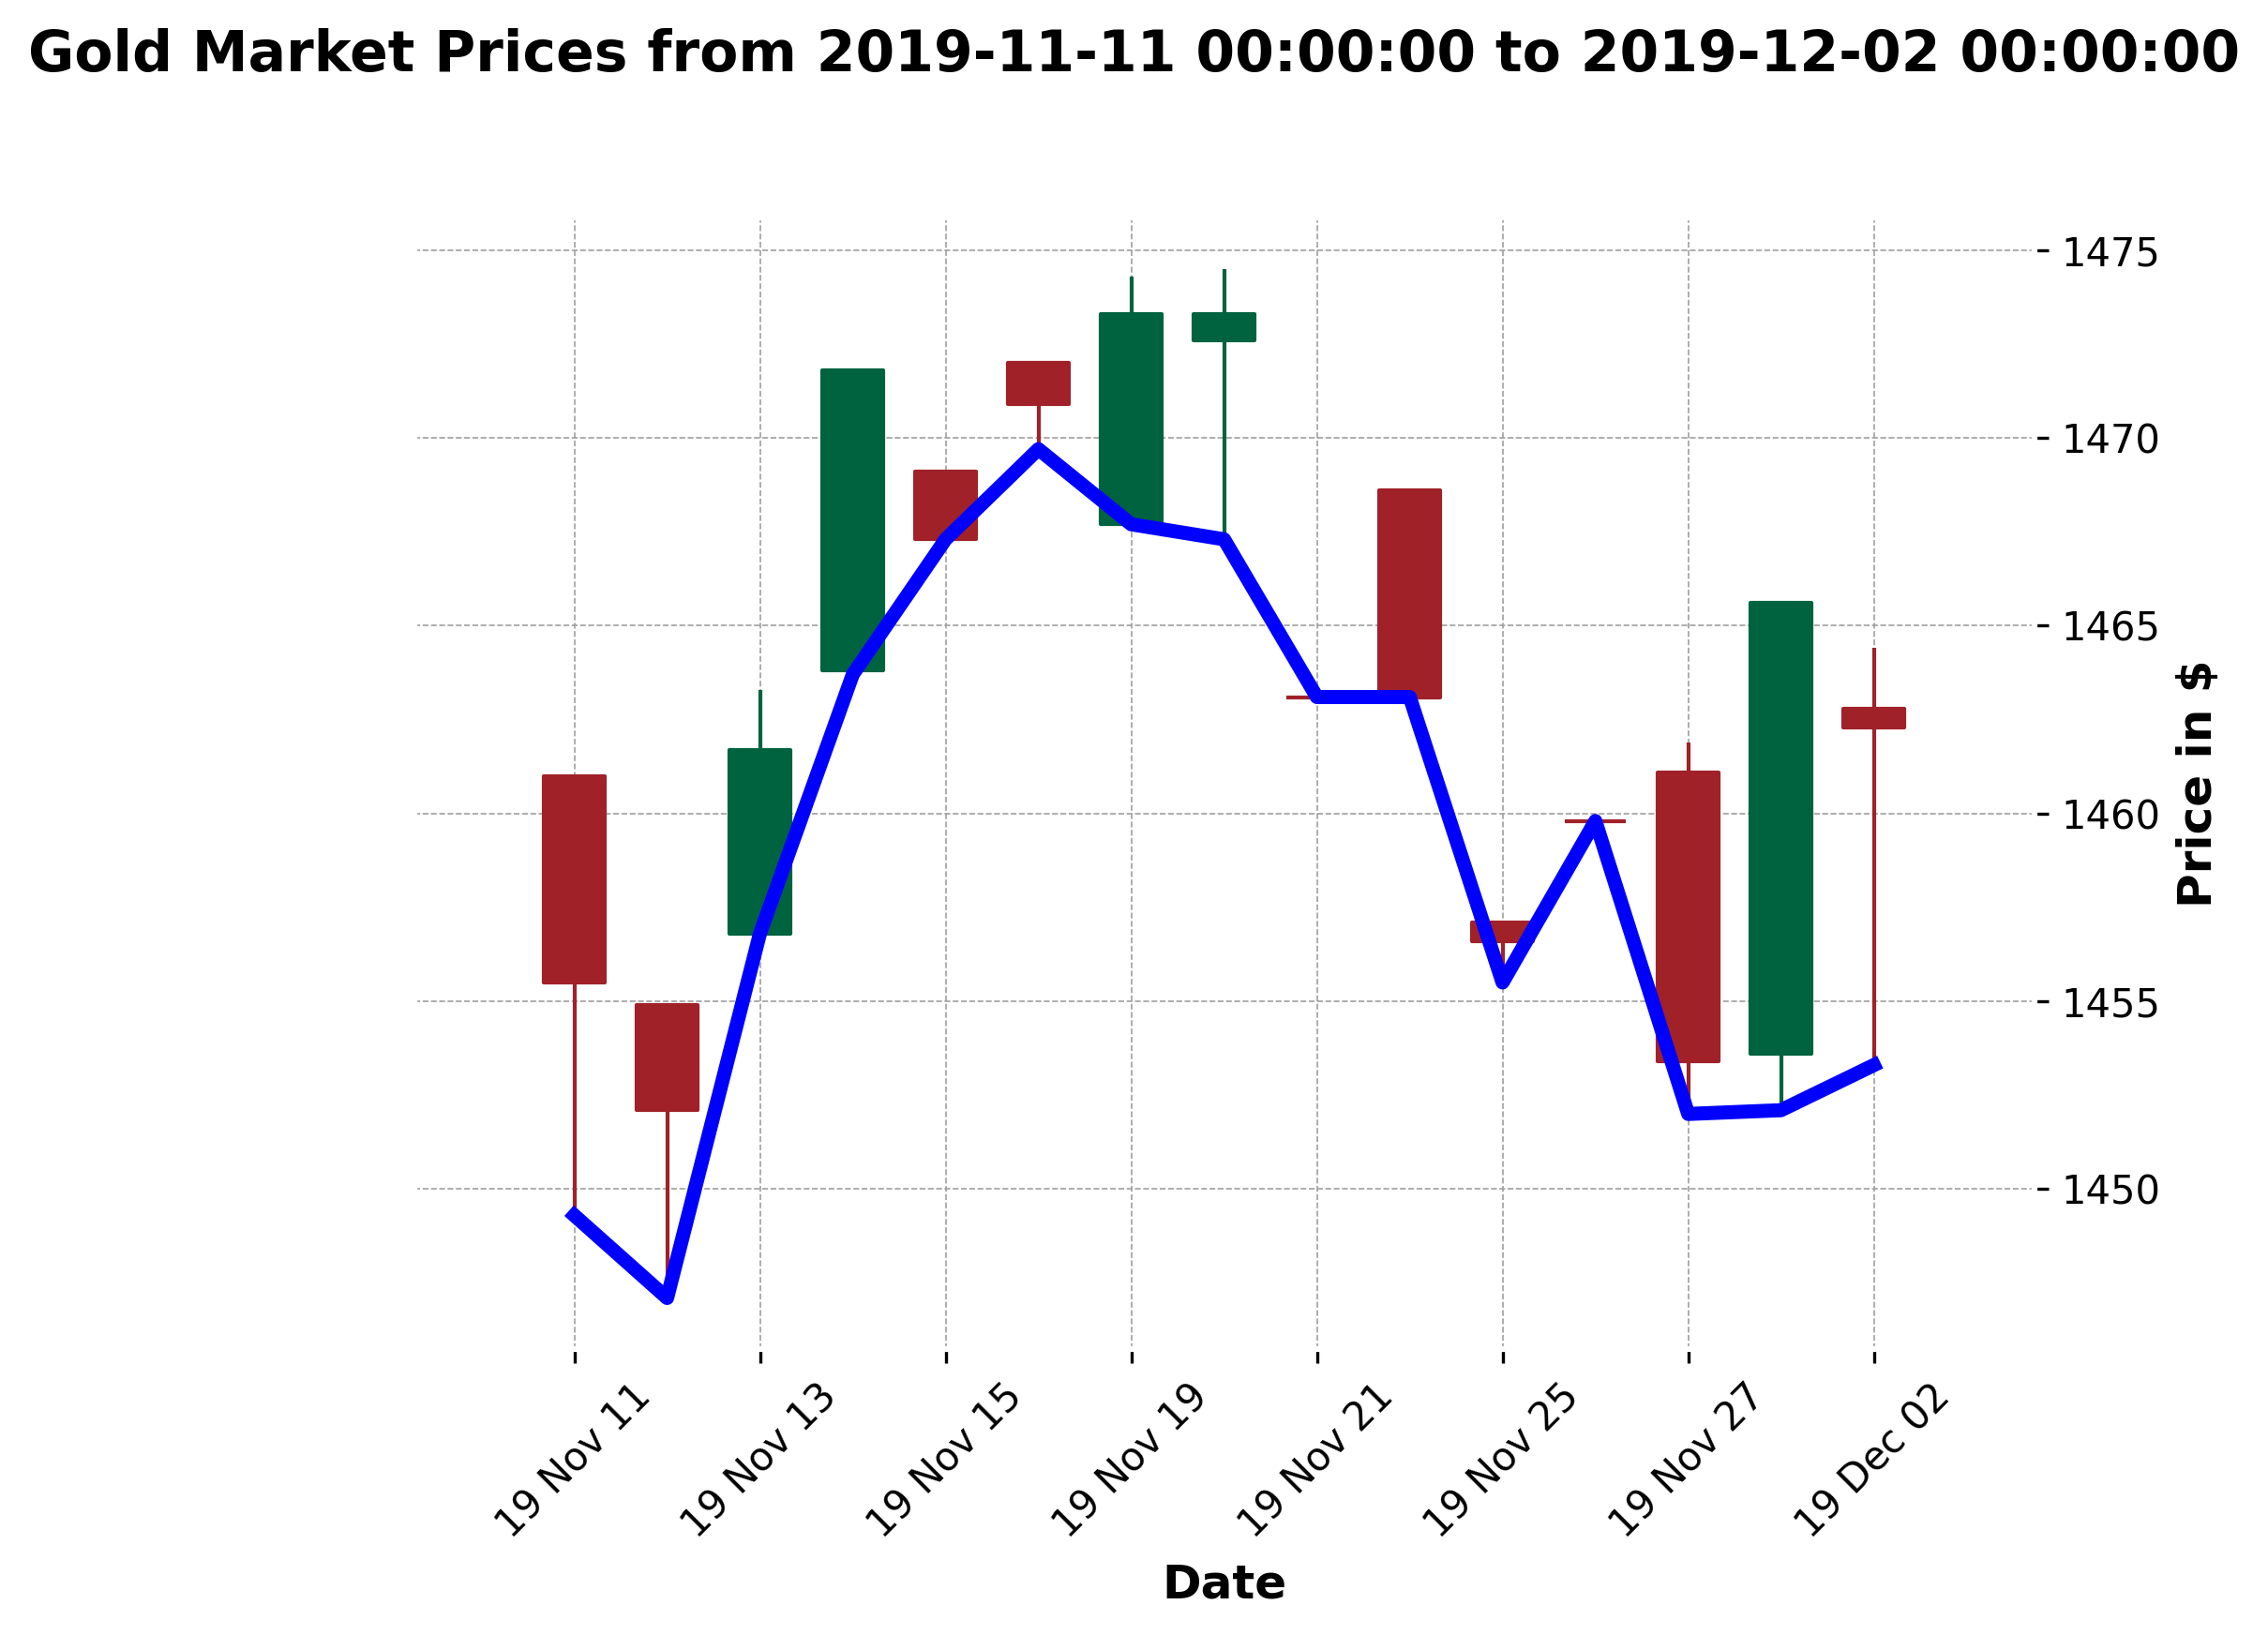 Gold Market Prices from 2019-11-11 00:00:00 to 2019-12-02 00:00:00
1475
1470
1465
1460
1455
1450
Price in $
19 Nov 11
19 Nov 13
19 Nov 15
19 Nov 19
19 Nov 21
19 Nov 25
19 Nov 27
19 Dec 02
Date